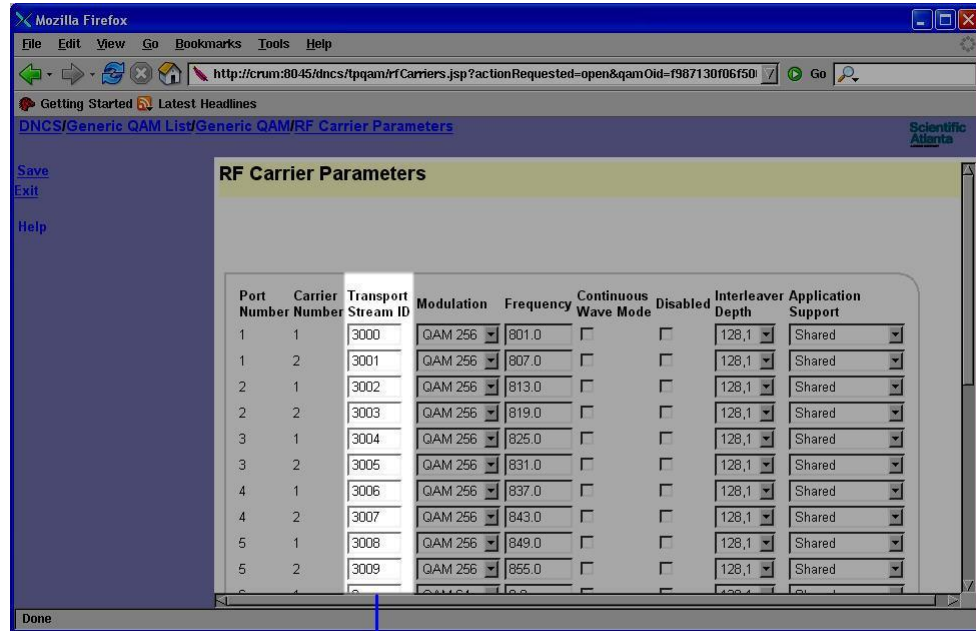 Mozilla Firefox
File Edit View Go Bookmarks Tools Help
http://crum:8045/dncs/tpqam/rfCarriers.jsp?actionRequested=open&qamOid=f987130f06f50 Go
Getting Started Latest Headlines
DNCS/Generic QAM List/Generic QAM/RF Carrier Parameters
Scientific
Atlanta
Save
Exit
Help
RF Carrier Parameters
Port Number Carrier Number Transport Stream ID Modulation Frequency Continuous Wave Mode Disabled Interleaver Depth Application Support
1 1 3000 QAM 256 801.0 128,1 Shared
1 2 3001 QAM 256 807.0 128,1 Shared
2 1 3002 QAM 256 813.0 128,1 Shared
2 2 3003 QAM 256 819.0 128,1 Shared
3 1 3004 QAM 256 825.0 128,1 Shared
3 2 3005 QAM 256 831.0 128,1 Shared
4 1 3006 QAM 256 837.0 128,1 Shared
4 2 3007 QAM 256 843.0 128,1 Shared
5 1 3008 QAM 256 849.0 128,1 Shared
5 2 3009 QAM 256 855.0 128,1 Shared
Done